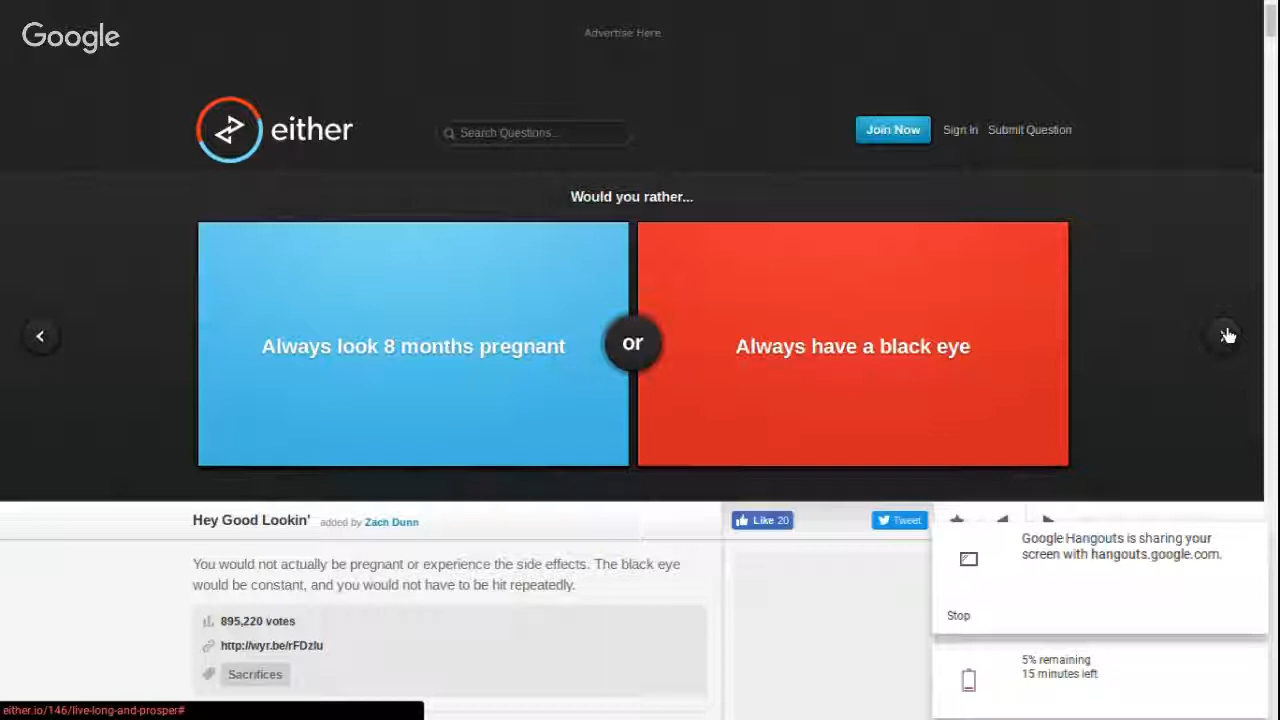 Google
Advertise Here
either
Search Questions...
Join Now Sign In Submit Question
Would you rather...
Always look 8 months pregnant
or
Always have a black eye
Hey Good Lookin' added by Zach Dunn
Like 20
Tweet
You would not actually be pregnant or experience the side effects. The black eye
would be constant, and you would not have to be hit repeatedly.
895,220 votes
http://wyr.be/rFDzlu
Sacrifices
Google Hangouts is sharing your
screen with hangouts.google.com.
Stop
5% remaining
15 minutes left
either.io/146/live-long-and-prosper#